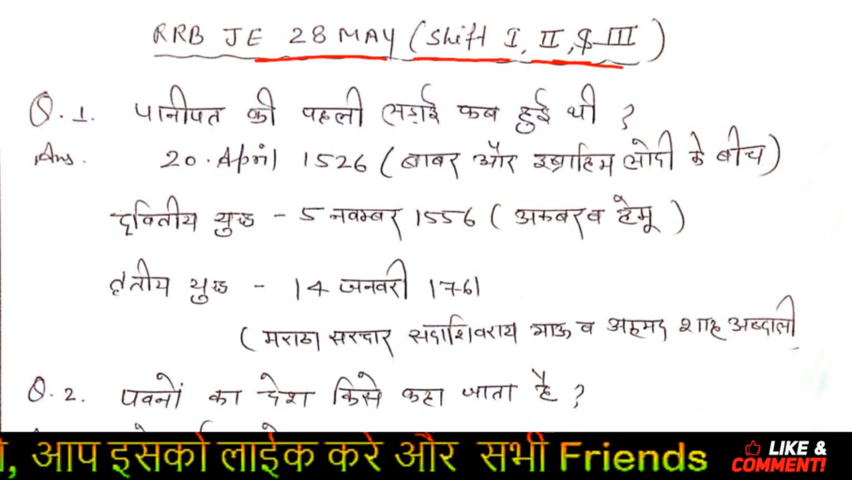 RRB JE 28 MAY (Shift I, II, & III)
Q.1. पानीपत की पहली लड़ाई कब हुई थी ?
Ans. 20 April 1526 (बाबर और इब्राहिम लोदी के बीच)
द्वितीय युद्ध - 5 नवम्बर 1556 ( अकबर व हेमू )
तृतीय युद्ध - 14 जनवरी 1761
( मराठा सरदार सदाशिवराय भाऊ व अहमद शाह अब्दाली
Q.2. पवनों का देश किसे कहा जाता है ?
, आप इसको लाईक करे और सभी Friends
LIKE &
COMMENT!